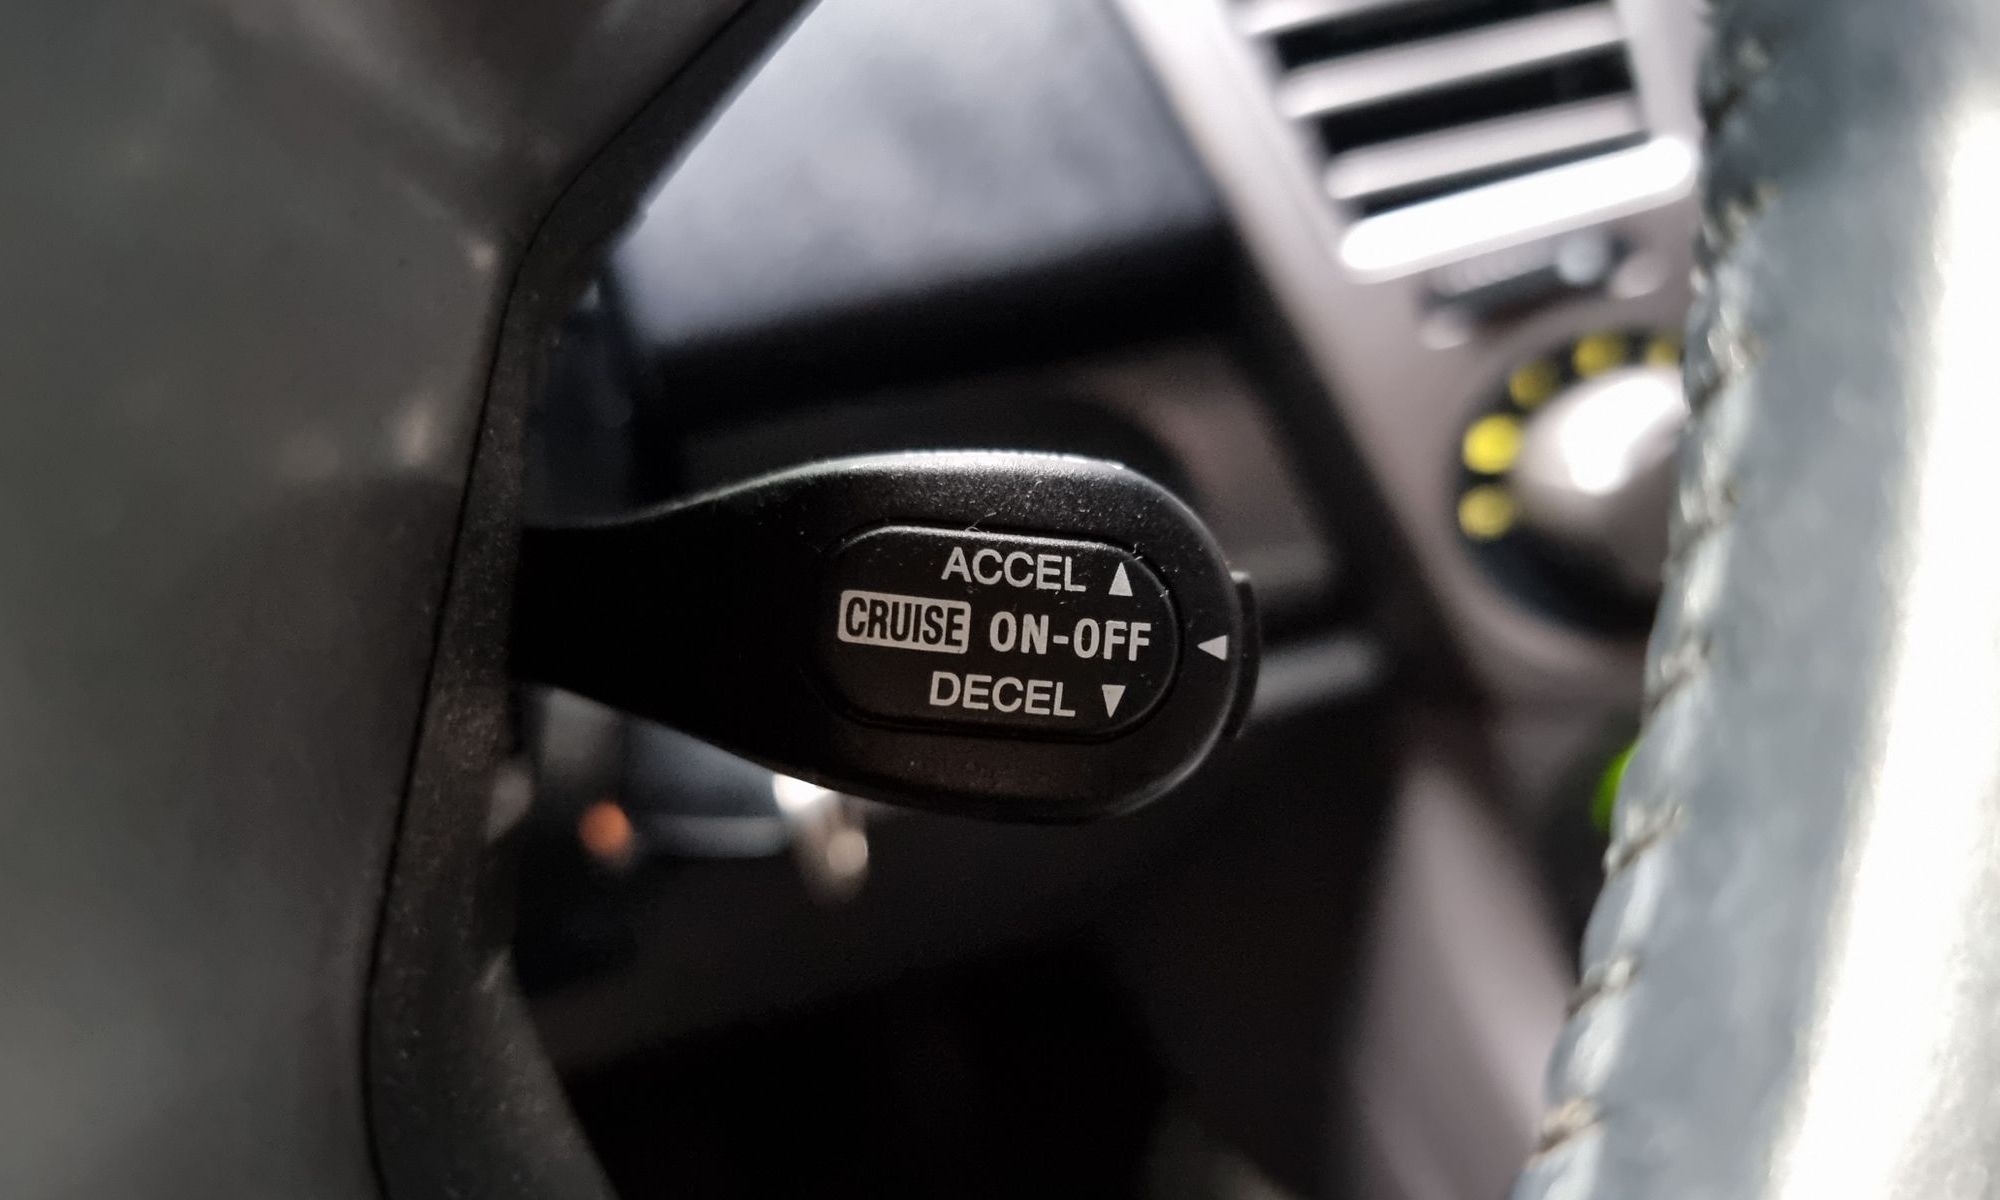 ACCEL ▲
CRUISE ON-OFF ◀
DECEL ▼